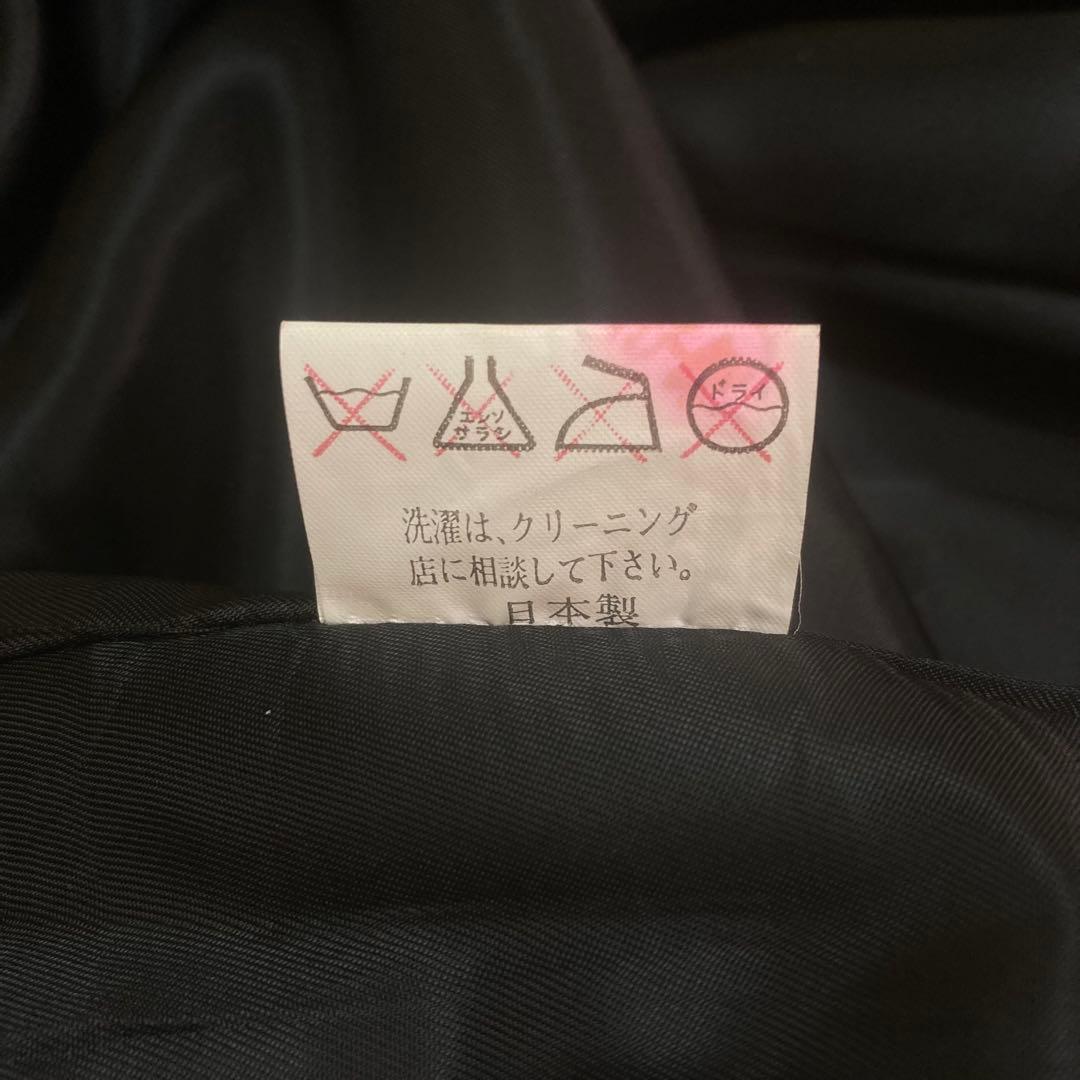 エンソ
サラシ
ドライ
洗濯は、クリーニング
店に相談して下さい。
日本製